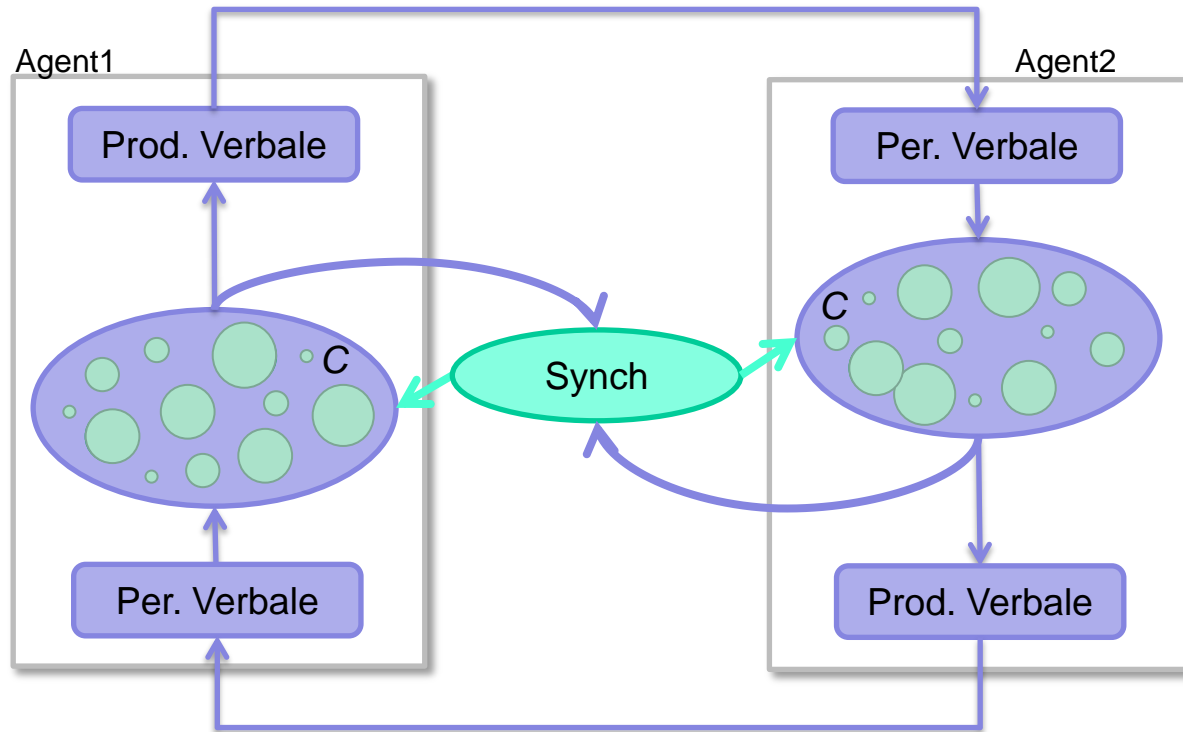 Agent1
Agent2
Prod. Verbale
Per. Verbale
C
C
Synch
Per. Verbale
Prod. Verbale